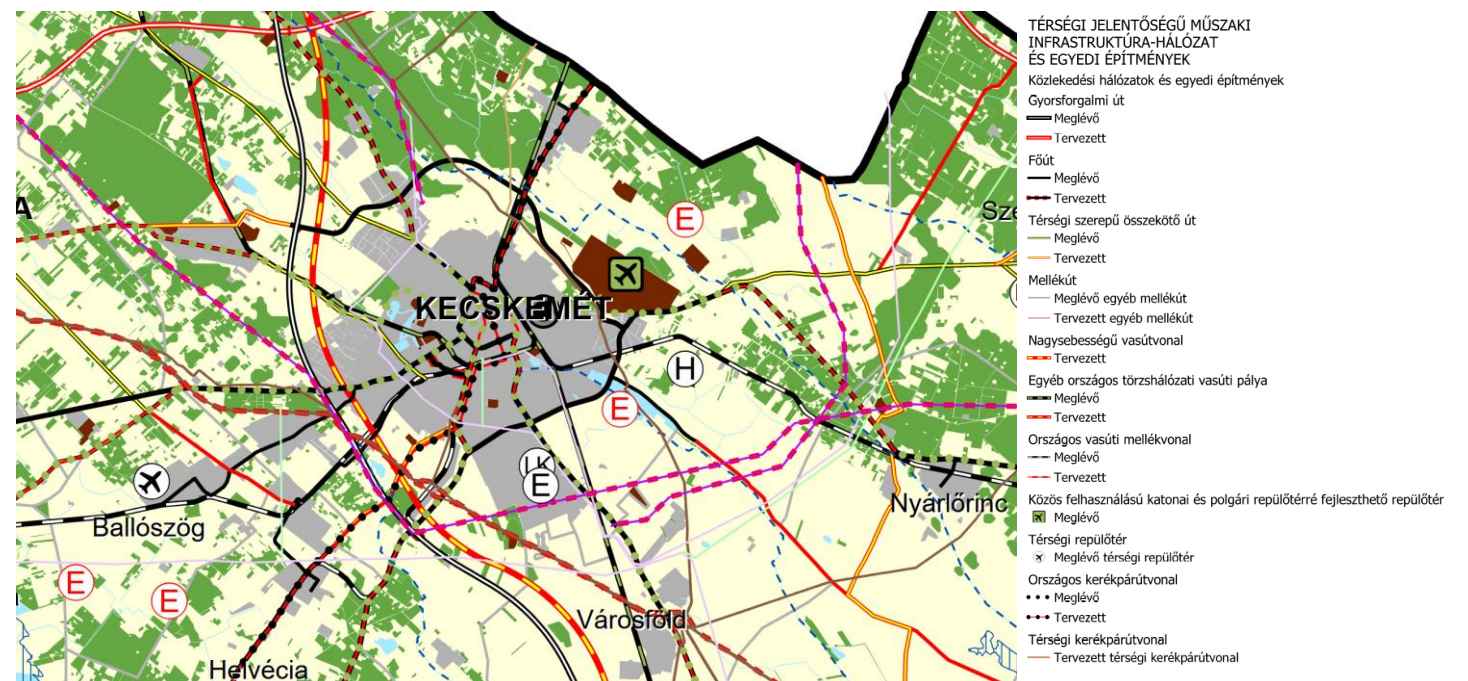 A
Sze
E
KECSKEMÉT
H
E
LK
E
Nyárlőrinc
Ballószög
E
E
Városföld
Helvécia
TÉRSÉGI JELENTŐSÉGŰ MŰSZAKI
INFRASTRUKTÚRA-HÁLÓZAT
ÉS EGYEDI ÉPÍTMÉNYEK
Közlekedési hálózatok és egyedi építmények
Gyorsforgalmi út
Meglévő
Tervezett
Főút
Meglévő
Tervezett
Térségi szerepű összekötő út
Meglévő
Tervezett
Mellékút
Meglévő egyéb mellékút
Tervezett egyéb mellékút
Nagysebességű vasútvonal
Tervezett
Egyéb országos törzshálózati vasúti pálya
Meglévő
Tervezett
Országos vasúti mellékvonal
Meglévő
Tervezett
Közös felhasználású katonai és polgári repülőtérré fejleszthető repülőtér
Meglévő
Térségi repülőtér
Meglévő térségi repülőtér
Országos kerékpárútvonal
Meglévő
Tervezett
Térségi kerékpárútvonal
Tervezett térségi kerékpárútvonal